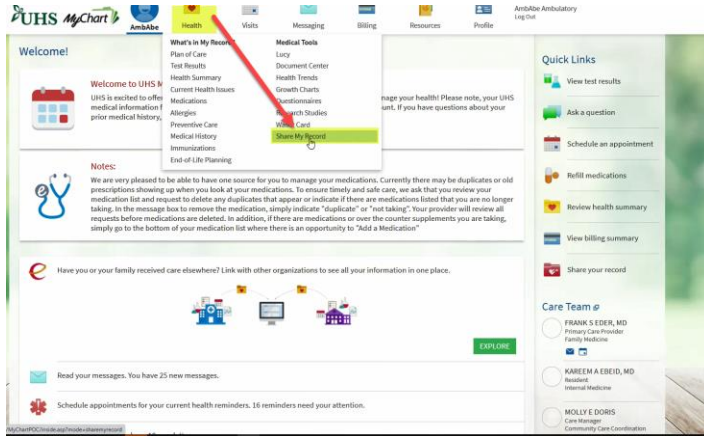 UHS MyChart
AmbAbe
Health
Visits
Messaging
Billing
Resources
Profile
AmbAbe Ambulatory
Log Out
Welcome!
What's in My Record?
Plan of Care
Test Results
Health Summary
Current Health Issues
Medications
Allergies
Preventive Care
Medical History
Immunizations
End-of-Life Planning
Medical Tools
Lucy
Document Center
Health Trends
Growth Charts
Questionnaires
Research Studies
Wallet Card
Share My Record
Welcome to UHS M
UHS is excited to offe
nage your health! Please note, your UHS
medical information f
unt. If you have questions about your
prior medical history,
Notes:
We are very pleased to be able to have one source for you to manage your medications. Currently there may be duplicates or old
prescriptions showing up when you look at your medications. To ensure timely and safe care, we ask that you review your
medication list and request to delete any duplicates that appear or indicate if there are medications listed that you are no longer
taking. In the message box to remove the medication, simply indicate "duplicate" or "not taking". Your provider will review all
requests before medications are deleted. In addition, if there are medications or over the counter supplements you are taking,
simply go to the bottom of your medication list where there is an opportunity to "Add a Medication"
Have you or your family received care elsewhere? Link with other organizations to see all your information in one place.
EXPLORE
Read your messages. You have 25 new messages.
Schedule appointments for your current health reminders. 16 reminders need your attention.
/MyChartPOC/inside.asp?mode=sharemyrecord
Quick Links
View test results
Ask a question
Schedule an appointment
Refill medications
Review health summary
View billing summary
Share your record
Care Team
FRANK S EDER, MD
Primary Care Provider
Family Medicine
KAREEM A EBEID, MD
Resident
Internal Medicine
MOLLY E DORIS
Care Manager
Community Care Coordination